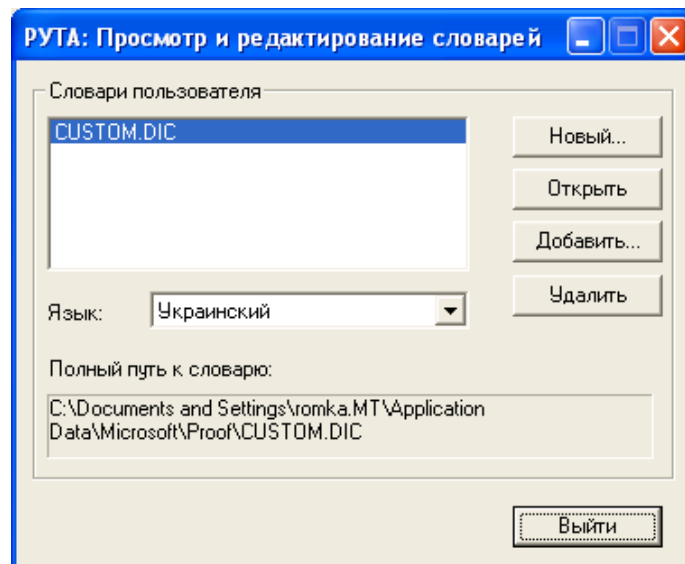 РУТА: Просмотр и редактирование словарей
Словари пользователя
CUSTOM.DIC
Новый...
Открыть
Добавить...
Удалить
Язык:
Украинский
Полный путь к словарю:
C:\Documents and Settings\romka.MT\Application
Data\Microsoft\Proof\CUSTOM.DIC
Выйти